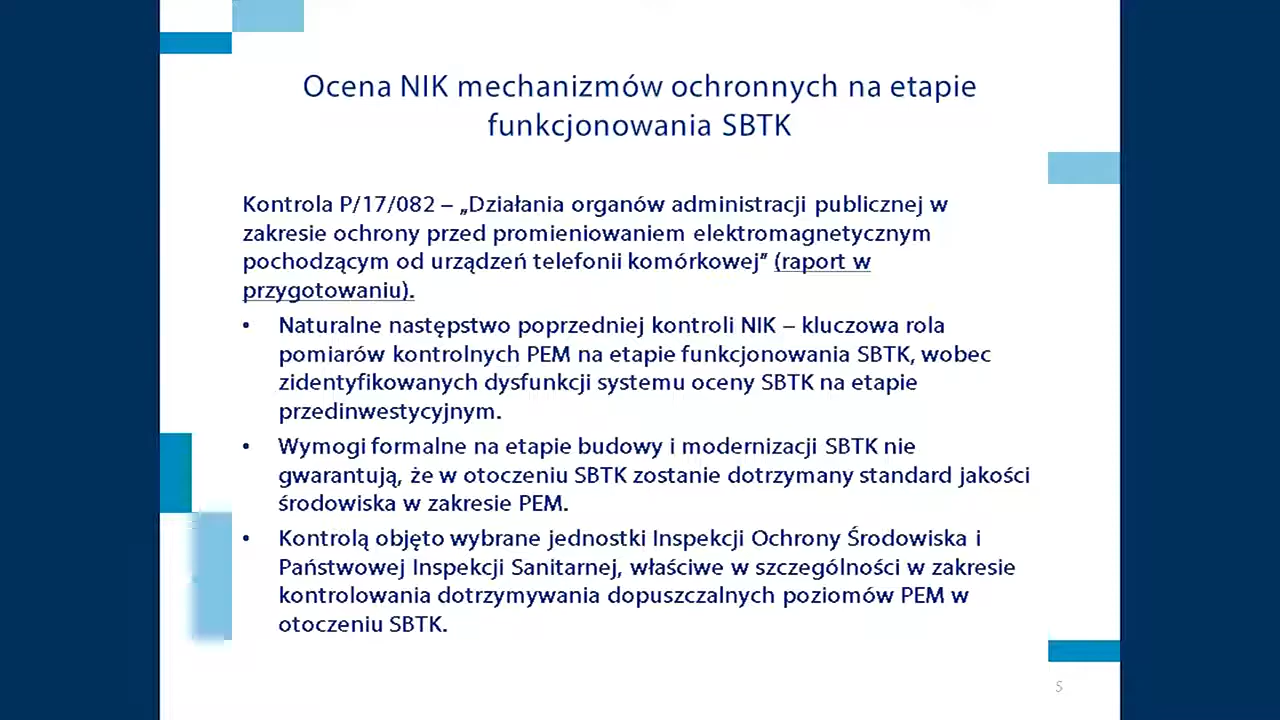 Ocena NIK mechanizmów ochronnych na etapie
funkcjonowania SBTK
Kontrola P/17/082 – „Działania organów administracji publicznej w
zakresie ochrony przed promieniowaniem elektromagnetycznym
pochodzącym od urządzeń telefonii komórkowej” (raport w
przygotowaniu).
• Naturalne następstwo poprzedniej kontroli NIK – kluczowa rola
pomiarów kontrolnych PEM na etapie funkcjonowania SBTK, wobec
zidentyfikowanych dysfunkcji systemu oceny SBTK na etapie
przedinwestycyjnym.
• Wymogi formalne na etapie budowy i modernizacji SBTK nie
gwarantują, że w otoczeniu SBTK zostanie dotrzymany standard jakości
środowiska w zakresie PEM.
• Kontrolą objęto wybrane jednostki Inspekcji Ochrony Środowiska i
Państwowej Inspekcji Sanitarnej, właściwe w szczególności w zakresie
kontrolowania dotrzymywania dopuszczalnych poziomów PEM w
otoczeniu SBTK.
5